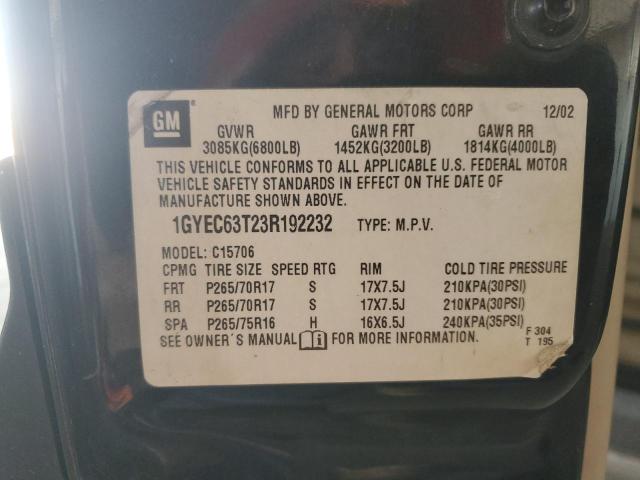 GM
MFD BY GENERAL MOTORS CORP 12/02
GVWR GAWR FRT GAWR RR
3085KG(6800LB) 1452KG(3200LB) 1814KG(4000LB)
THIS VEHICLE CONFORMS TO ALL APPLICABLE U.S. FEDERAL MOTOR
VEHICLE SAFETY STANDARDS IN EFFECT ON THE DATE OF
MANUFACTURE SHOWN ABOVE.
1GYEC63T23R192232 TYPE: M.P.V.
MODEL: C15706
CPMG TIRE SIZE SPEED RTG RIM COLD TIRE PRESSURE
FRT P265/70R17 S 17X7.5J 210KPA(30PSI)
RR P265/70R17 S 17X7.5J 210KPA(30PSI)
SPA P265/75R16 H 16X6.5J 240KPA(35PSI)
SEE OWNER'S MANUAL i FOR MORE INFORMATION.
F 304
T 195